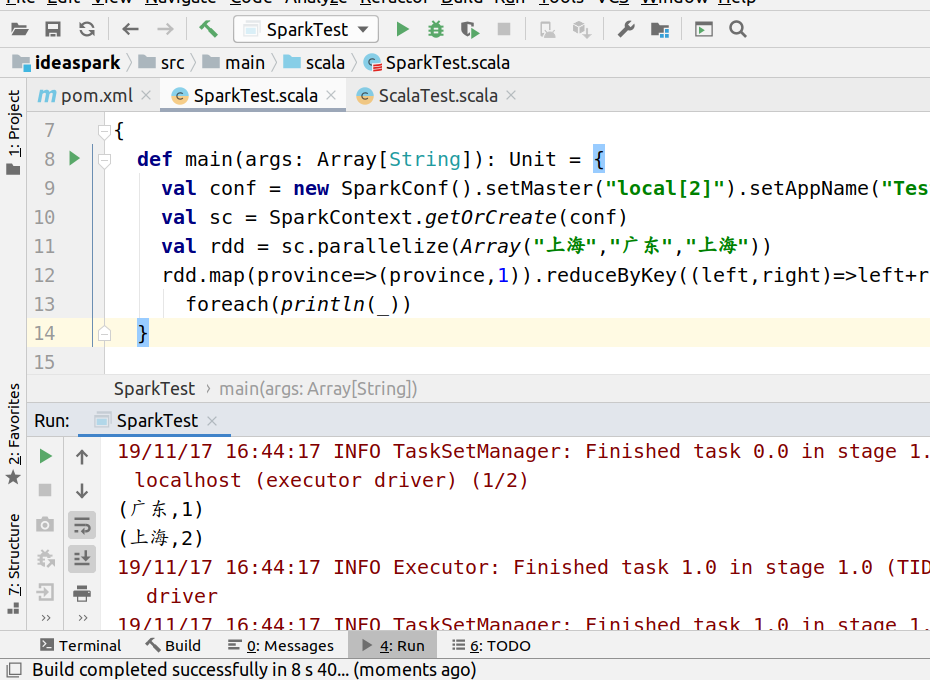 SparkTest
ideaspark src main scala SparkTest.scala
pom.xml SparkTest.scala ScalaTest.scala
1: Project
7 {
8 def main(args: Array[String]): Unit = {
9 val conf = new SparkConf().setMaster("local[2]").setAppName("Tes
10 val sc = SparkContext.getOrCreate(conf)
11 val rdd = sc.parallelize(Array("上海","广东","上海"))
12 rdd.map(province=>(province,1)).reduceByKey((left,right)=>left+r
13 foreach(println(_))
14 }
15
SparkTest main(args: Array[String])
2: Favorites
7: Structure
Run: SparkTest
19/11/17 16:44:17 INFO TaskSetManager: Finished task 0.0 in stage 1.
localhost (executor driver) (1/2)
(广东,1)
(上海,2)
19/11/17 16:44:17 INFO Executor: Finished task 1.0 in stage 1.0 (TID
driver
19/11/17 16:44:17 INFO TaskSetManager: Finished task 1.0 in stage 1.
Terminal Build 0: Messages 4: Run 6: TODO
Build completed successfully in 8 s 40... (moments ago)